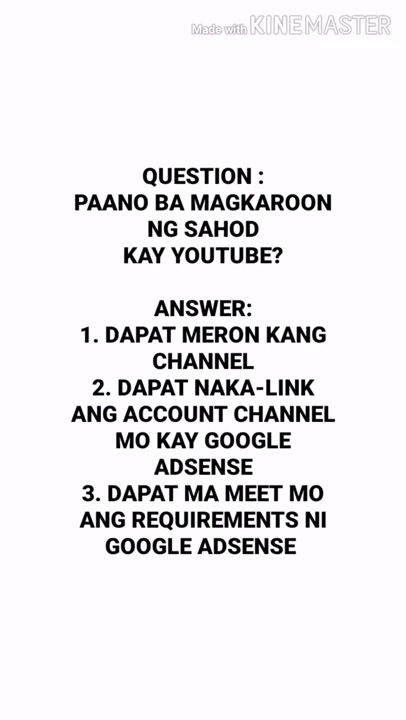 Made with KINEMASTER
QUESTION :
PAANO BA MAGKAROON
NG SAHOD
KAY YOUTUBE?
ANSWER:
1. DAPAT MERON KANG
CHANNEL
2. DAPAT NAKA-LINK
ANG ACCOUNT CHANNEL
MO KAY GOOGLE
ADSENSE
3. DAPAT MA MEET MO
ANG REQUIREMENTS NI
GOOGLE ADSENSE